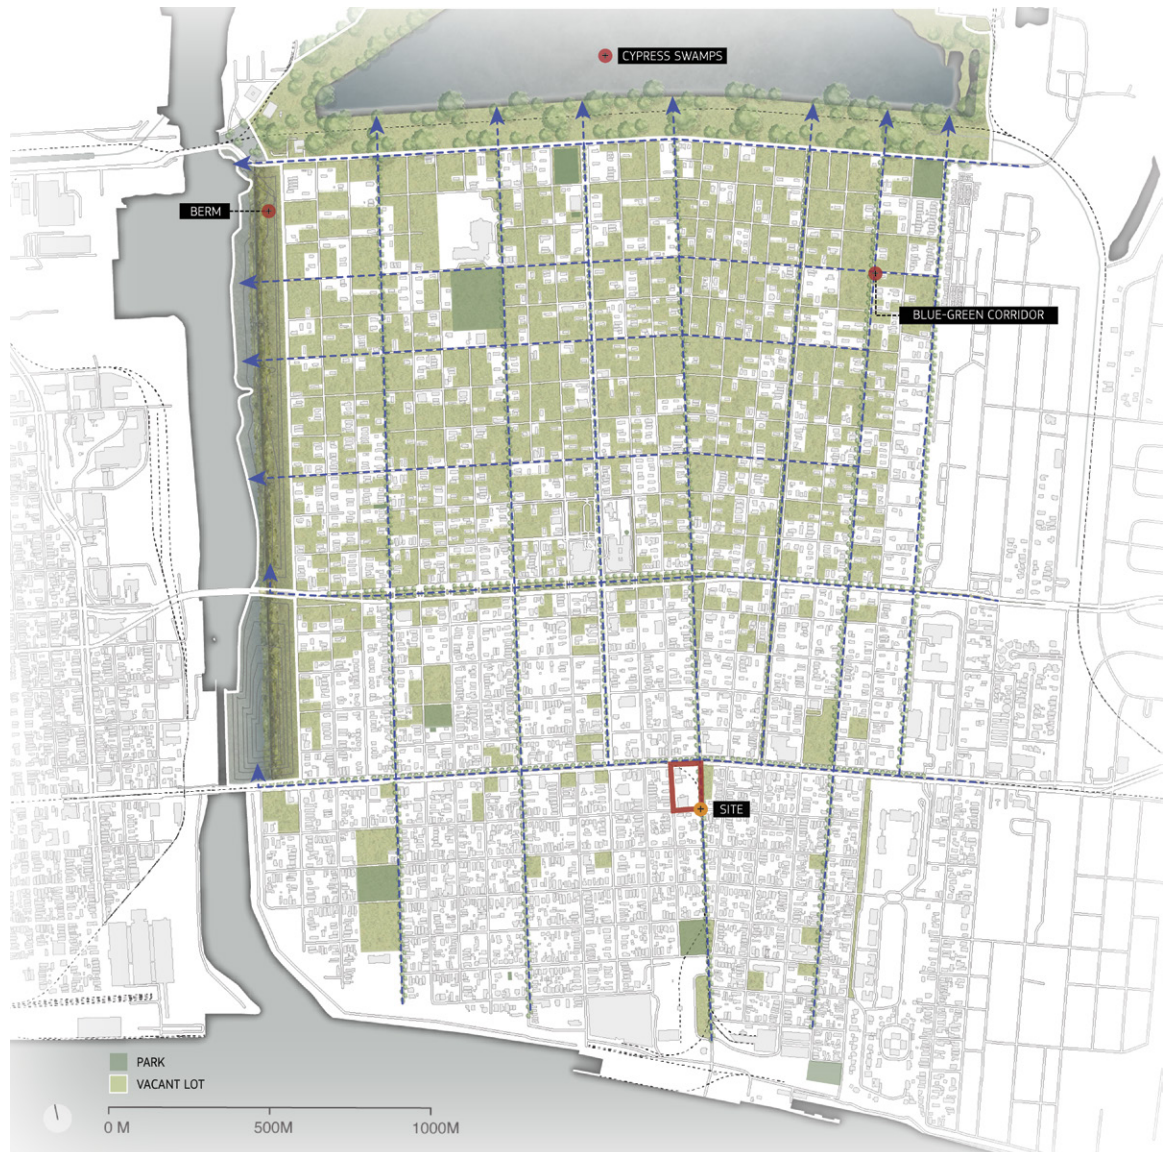 CYPRESS SWAMPS
BERM
BLUE-GREEN CORRIDOR
SITE
PARK
VACANT LOT
0 M
500M
1000M